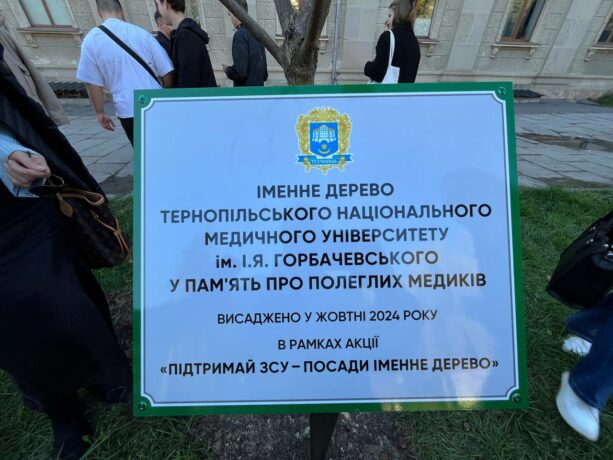 ТЕРНОПІЛЬ
ІМЕННЕ ДЕРЕВО
ТЕРНОПІЛЬСЬКОГО НАЦІОНАЛЬНОГО
МЕДИЧНОГО УНІВЕРСИТЕТУ
ім. І.Я. ГОРБАЧЕВСЬКОГО
У ПАМ'ЯТЬ ПРО ПОЛЕГЛИХ МЕДИКІВ
ВИСАДЖЕНО У ЖОВТНІ 2024 РОКУ
В РАМКАХ АКЦІЇ
«ПІДТРИМАЙ ЗСУ – ПОСАДИ ІМЕННЕ ДЕРЕВО»